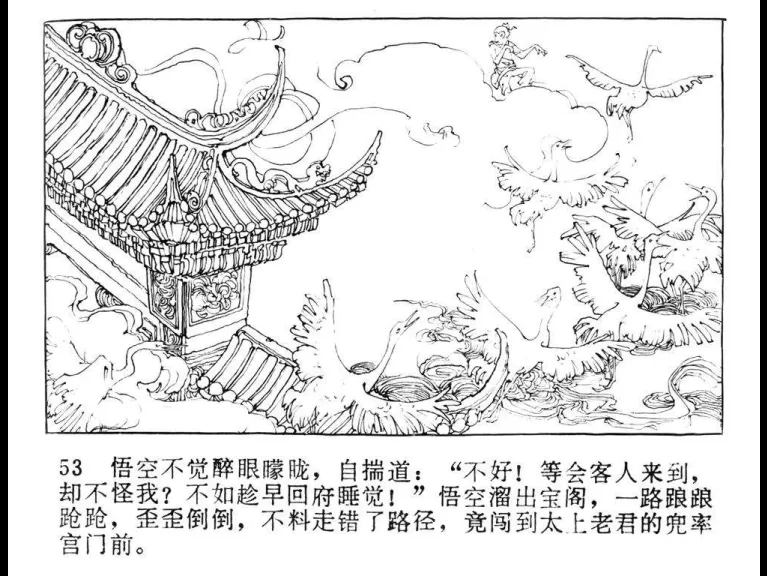 53 悟空不觉醉眼朦胧，自揣道：“不好！等会客人来到，
却不怪我？不如趁早回府睡觉！”悟空溜出宝阁，一路踉踉
跄跄，歪歪倒倒，不料走错了路径，竟闯到太上老君的兜率
宫门前。